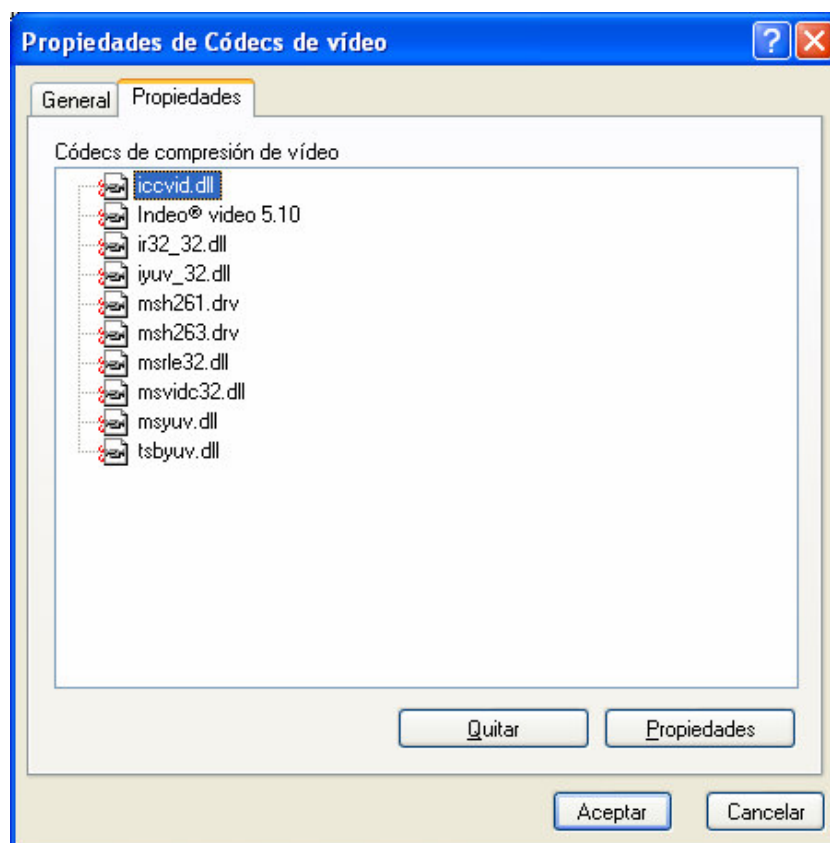 Propiedades de Códecs de vídeo
General
Propiedades
Códecs de compresión de vídeo
iccvid.dll
Indeo® video 5.10
ir32_32.dll
iyuv_32.dll
msh261.drv
msh263.drv
msrle32.dll
msvidc32.dll
msyuv.dll
tsbyuv.dll
Quitar
Propiedades
Aceptar
Cancelar